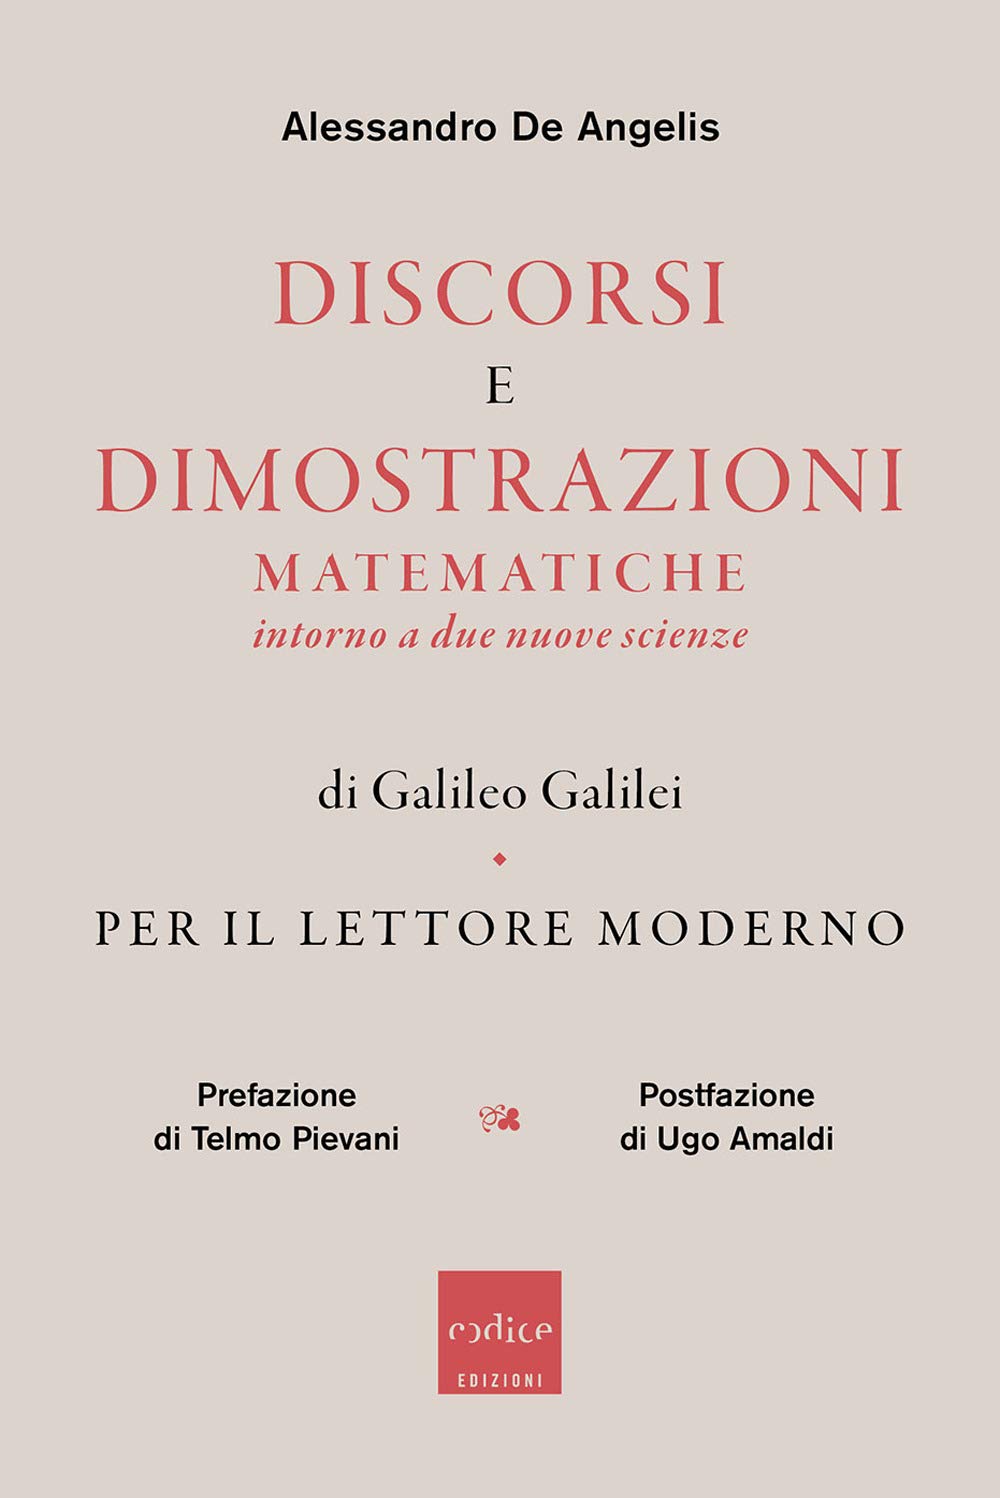 Alessandro De Angelis
DISCORSI
E
DIMOSTRAZIONI
MATEMATICHE
intorno a due nuove scienze
di Galileo Galilei
PER IL LETTORE MODERNO
Prefazione
di Telmo Pievani
Postfazione
di Ugo Amaldi
codice
EDIZIONI